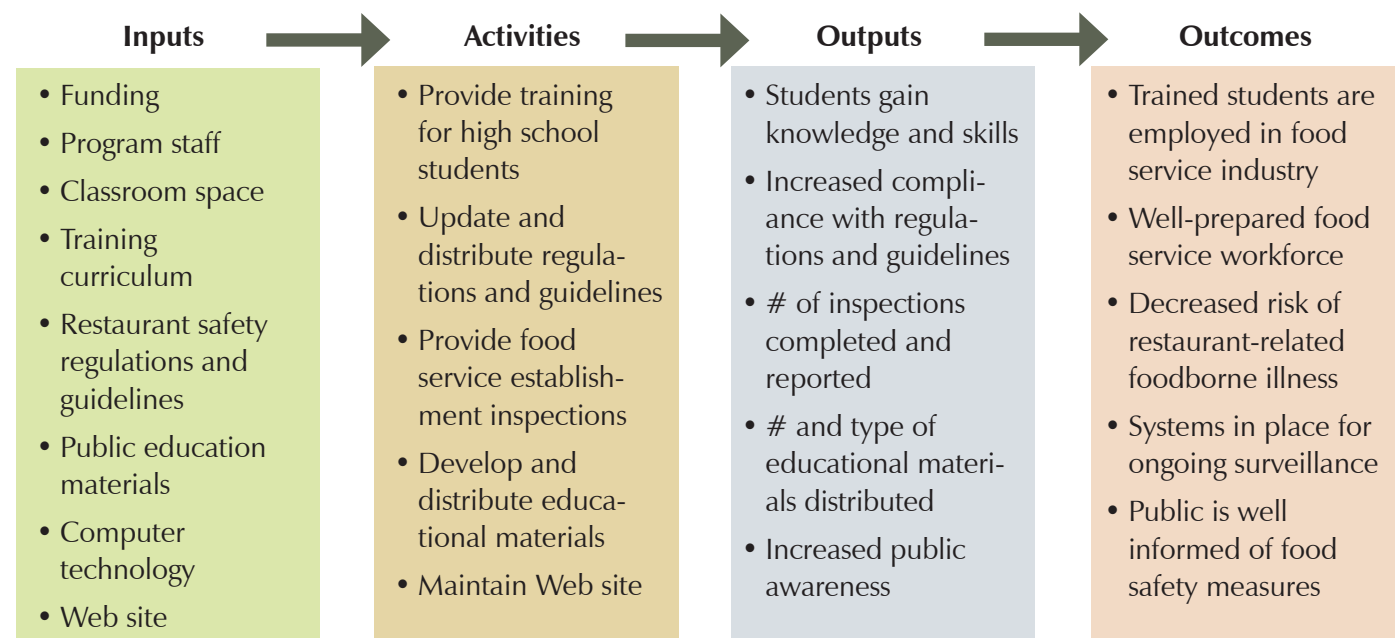 Inputs
• Funding
• Program staff
• Classroom space
• Training
curriculum
• Restaurant safety
regulations and
guidelines
• Public education
materials
• Computer
technology
• Web site
Activities
• Provide training
for high school
students
• Update and
distribute regula-
tions and guidelines
• Provide food
service establish-
ment inspections
• Develop and
distribute educa-
tional materials
• Maintain Web site
Outputs
• Students gain
knowledge and skills
• Increased compli-
ance with regula-
tions and guidelines
• # of inspections
completed and
reported
• # and type of
educational materi-
als distributed
• Increased public
awareness
Outcomes
• Trained students are
employed in food
service industry
• Well-prepared food
service workforce
• Decreased risk of
restaurant-related
foodborne illness
• Systems in place for
ongoing surveillance
• Public is well
informed of food
safety measures